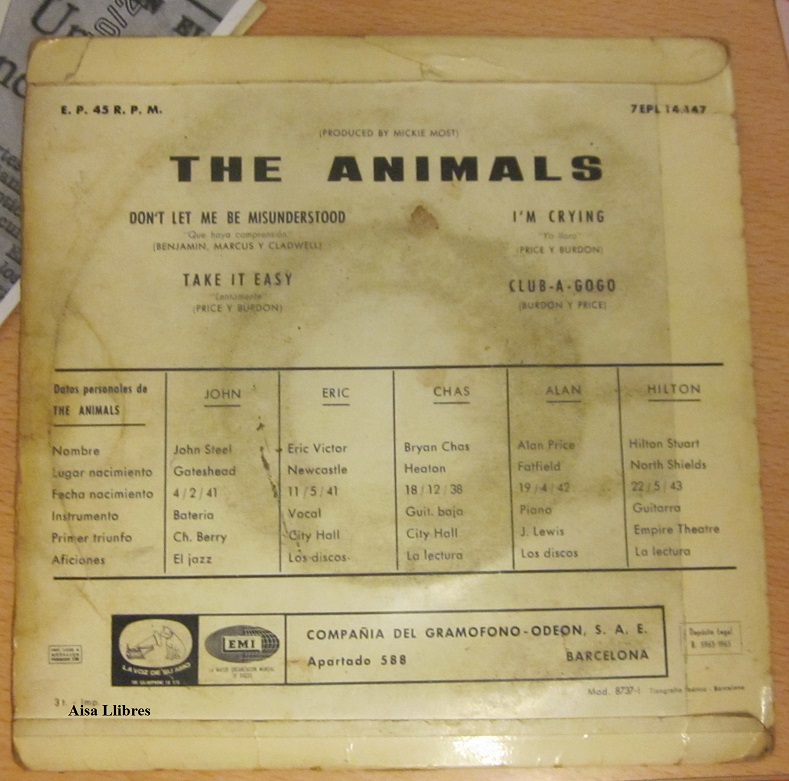 E. P. 45 R. P. M.
7EPL 14.147
(PRODUCED BY MICKIE MOST)
THE ANIMALS
DON'T LET ME BE MISUNDERSTOOD
"Que haya comprensión"
(BENJAMIN, MARCUS Y CLADWELL)
I'M CRYING
"Yo lloro"
(PRICE Y BURDON)
TAKE IT EASY
"Lentamente"
(PRICE Y BURDON)
CLUB-A-GOGO
(BURDON Y PRICE)
Datos personales de THE ANIMALS
JOHN ERIC CHAS ALAN HILTON
Nombre John Steel Eric Victor Bryan Chas Alan Price Hilton Stuart
Lugar nacimiento Gateshead Newcastle Heaton Fatfield North Shields
Fecha nacimiento 4/2/41 11/5/41 18/12/38 19/4/42 22/5/43
Instrumento Bateria Vocal Guit. bajo Piano Guitarra
Primer triunfo Ch. Berry City Hall City Hall J. Lewis Empire Theatre
Aficiones El jazz Los discos La lectura Los discos La lectura
LA VOZ DE SU AMO
EMI
COMPAÑIA DEL GRAMOFONO-ODEON, S. A. E.
Apartado 588 BARCELONA
Depósito Legal
Mod. 8737-I Barcelona
Aisa Llibres